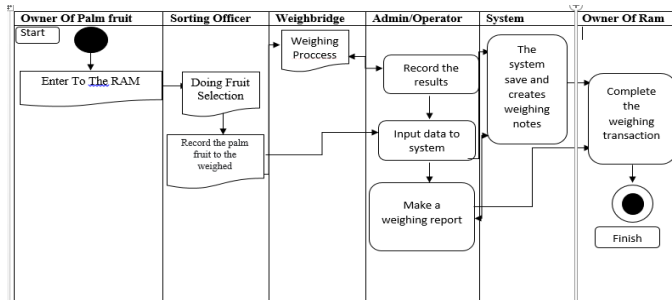 Owner Of Palm fruit
Sorting Officer
Weighbridge
Admin/Operator
System
Owner Of Ram
Start
Enter To The RAM
Doing Fruit
Selection
Record the palm
fruit to the
weighed
Weighing
Proccess
Record the
results
Input data to
system
Make a
weighing report
The
system
save and
creates
weighing
notes
Complete
the
weighing
transaction
Finish